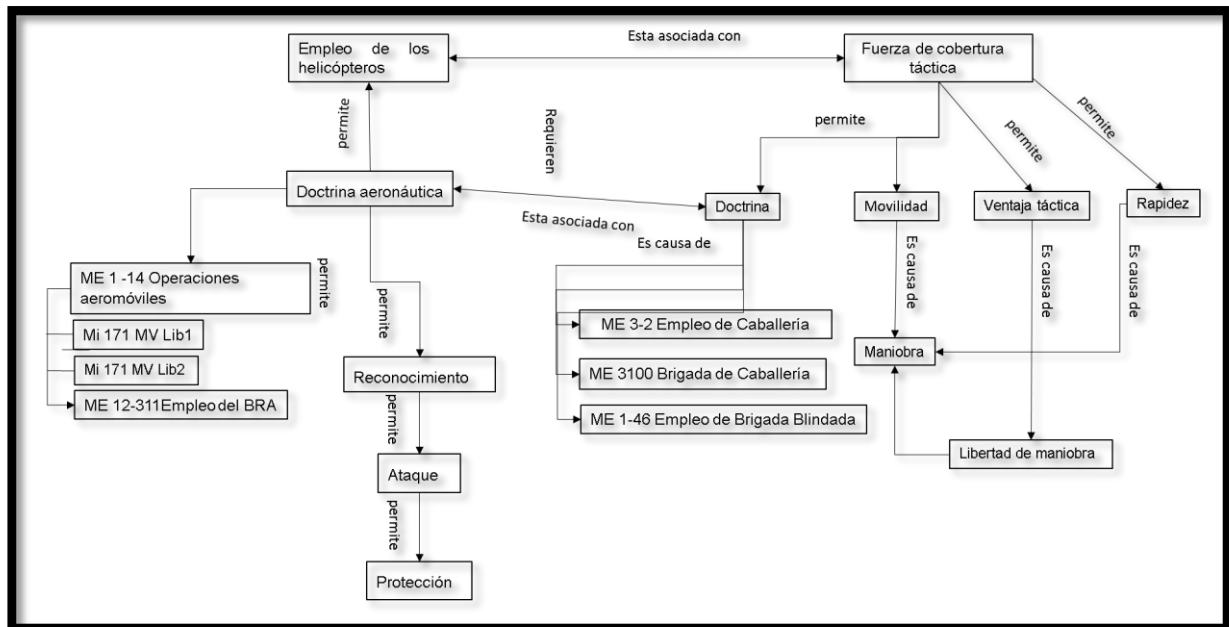 Empleo de los
helicópteros
Esta asociada con
Fuerza de cobertura
táctica
permite
Requieren
permite
permite
permite
Doctrina aeronáutica
Esta asociada con
Doctrina
Movilidad
Ventaja táctica
Rapidez
Es causa de
Es causa de
Es causa de
Es causa de
ME 1 -14 Operaciones
aeromóviles
permite
permite
Mi 171 MV Lib1
Mi 171 MV Lib2
ME 12-311Empleo del BRA
Reconocimiento
permite
Ataque
permite
Protección
ME 3-2 Empleo de Caballería
ME 3100 Brigada de Caballería
ME 1-46 Empleo de Brigada Blindada
Maniobra
Libertad de maniobra